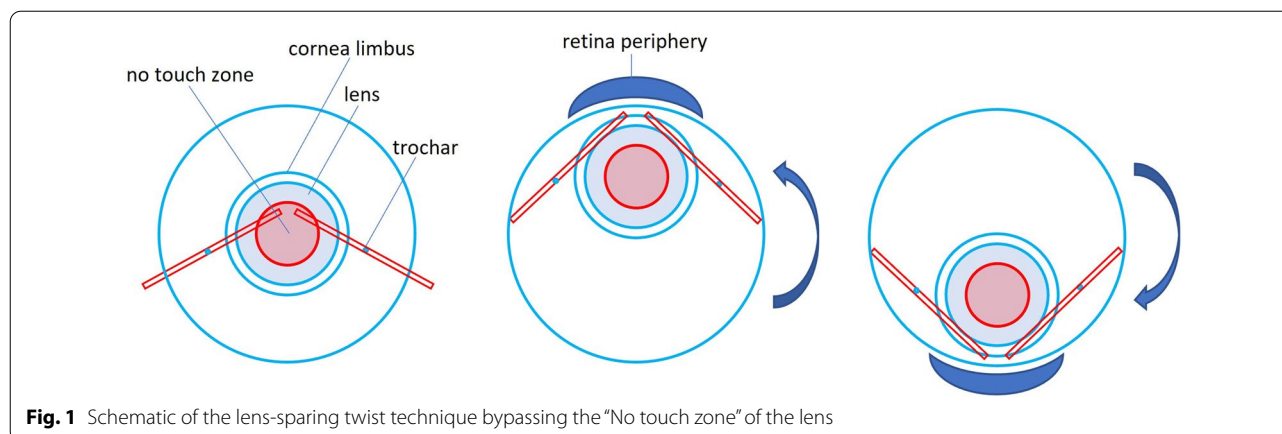 cornea limbus
retina periphery
no touch zone
lens
trochar
Fig. 1 Schematic of the lens-sparing twist technique bypassing the “No touch zone” of the lens